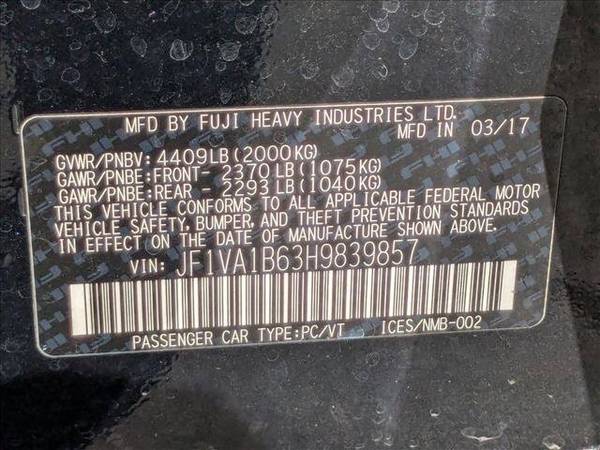 MFD BY FUJI HEAVY INDUSTRIES LTD.
MFD IN 03/17
GVWR/PNBV: 4409LB(2000KG)
GAWR/PNBE:FRONT- 2370LB(1075KG)
GAWR/PNBE:REAR - 2293LB(1040KG)
THIS VEHICLE CONFORMS TO ALL APPLICABLE FEDERAL MOTOR
VEHICLE SAFETY, BUMPER, AND THEFT PREVENTION STANDARDS
IN EFFECT ON THE DATE OF MANUFACTURE SHOWN ABOVE.
VIN: JF1VA1B63H9839857
PASSENGER CAR TYPE:PC/VT ICES/NMB-002